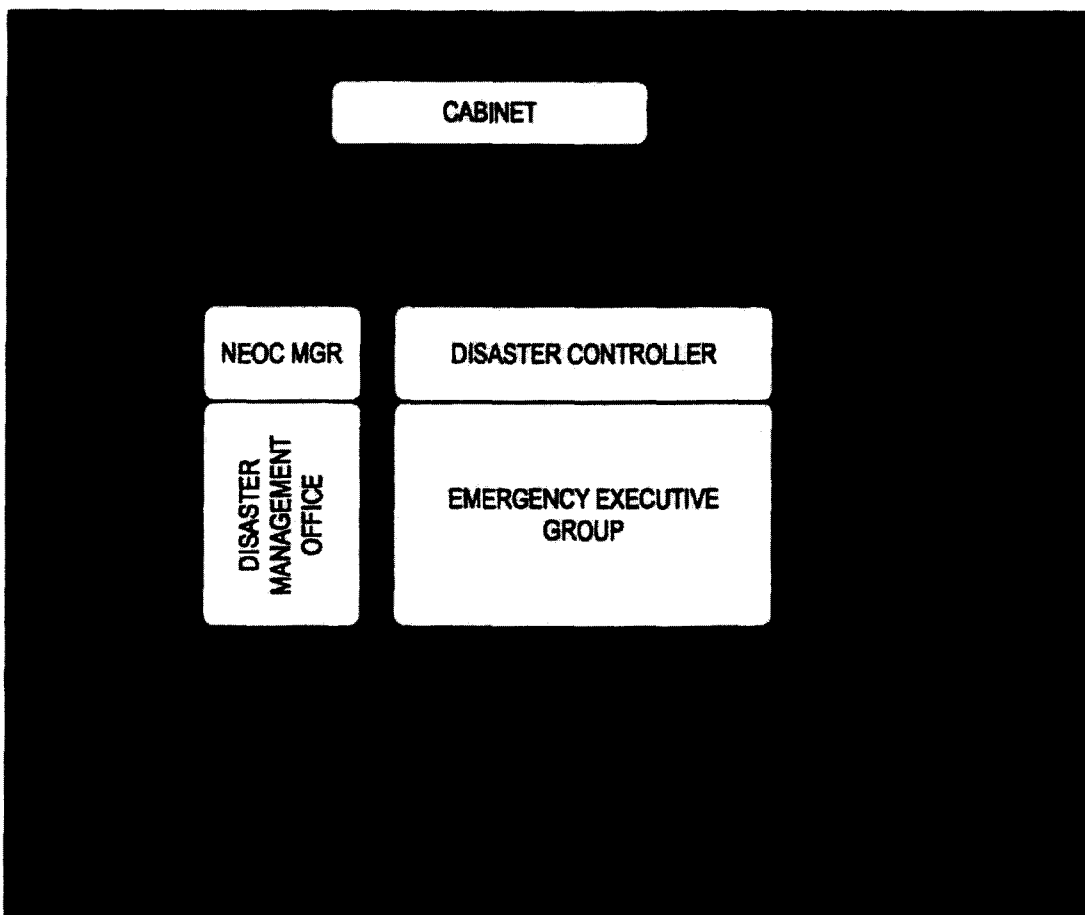 CABINET
NEOC MGR
DISASTER CONTROLLER
DISASTER
MANAGEMENT
OFFICE
EMERGENCY EXECUTIVE
GROUP